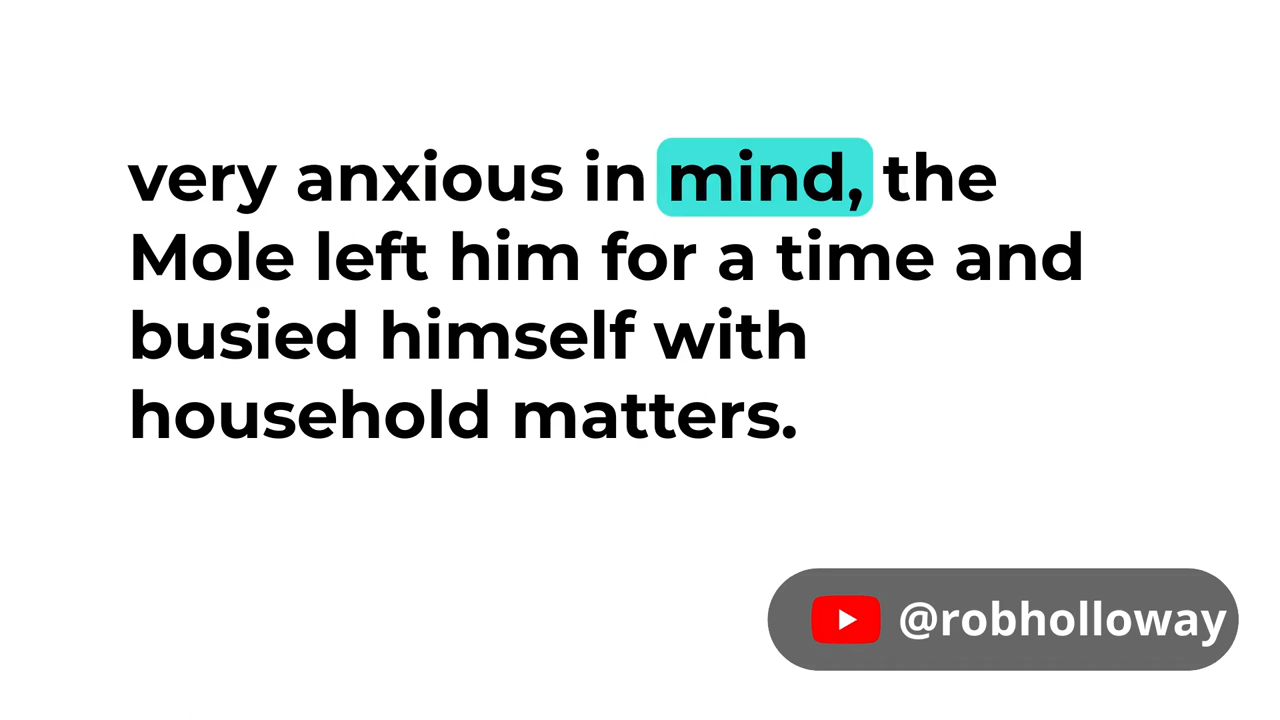 very anxious in mind, the
Mole left him for a time and
busied himself with
household matters.
@robholloway